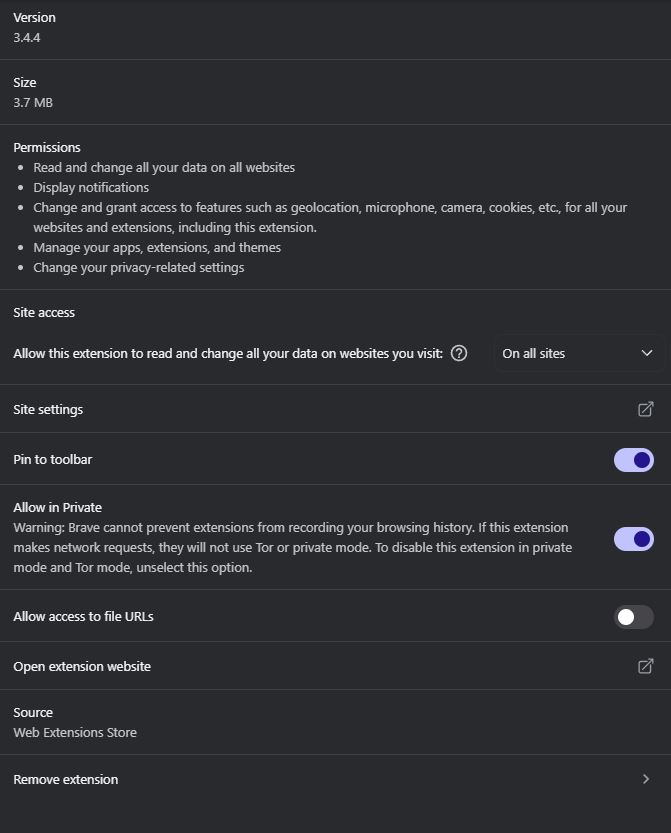 Version
3.4.4
Size
3.7 MB
Permissions
Read and change all your data on all websites
Display notifications
Change and grant access to features such as geolocation, microphone, camera, cookies, etc., for all your
websites and extensions, including this extension.
Manage your apps, extensions, and themes
Change your privacy-related settings
Site access
Allow this extension to read and change all your data on websites you visit: ? On all sites
Site settings
Pin to toolbar
Allow in Private
Warning: Brave cannot prevent extensions from recording your browsing history. If this extension
makes network requests, they will not use Tor or private mode. To disable this extension in private
mode and Tor mode, unselect this option.
Allow access to file URLs
Open extension website
Source
Web Extensions Store
Remove extension